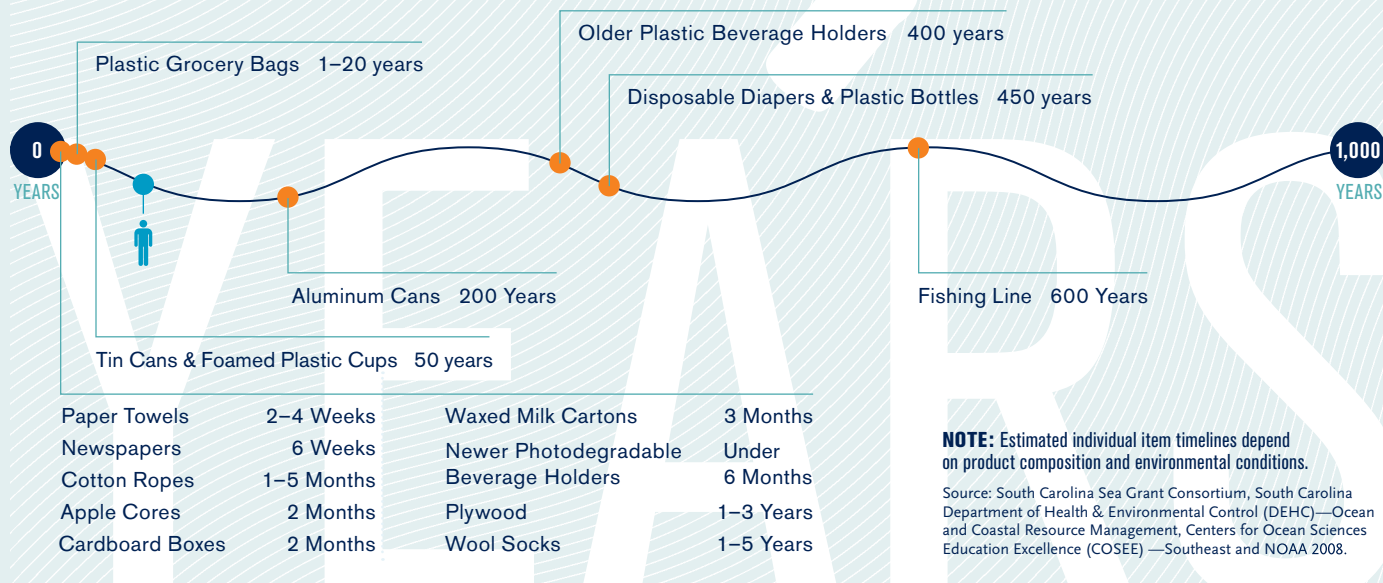 Older Plastic Beverage Holders 400 years
Plastic Grocery Bags 1–20 years
Disposable Diapers & Plastic Bottles 450 years
0
YEARS
1,000
YEARS
Aluminum Cans 200 Years
Fishing Line 600 Years
Tin Cans & Foamed Plastic Cups 50 years
Paper Towels 2–4 Weeks
Newspapers 6 Weeks
Cotton Ropes 1–5 Months
Apple Cores 2 Months
Cardboard Boxes 2 Months
Waxed Milk Cartons 3 Months
Newer Photodegradable Under
Beverage Holders 6 Months
Plywood 1–3 Years
Wool Socks 1–5 Years
NOTE: Estimated individual item timelines depend
on product composition and environmental conditions.
Source: South Carolina Sea Grant Consortium, South Carolina
Department of Health & Environmental Control (DEHC)—Ocean
and Coastal Resource Management, Centers for Ocean Sciences
Education Excellence (COSEE) —Southeast and NOAA 2008.
YEARS